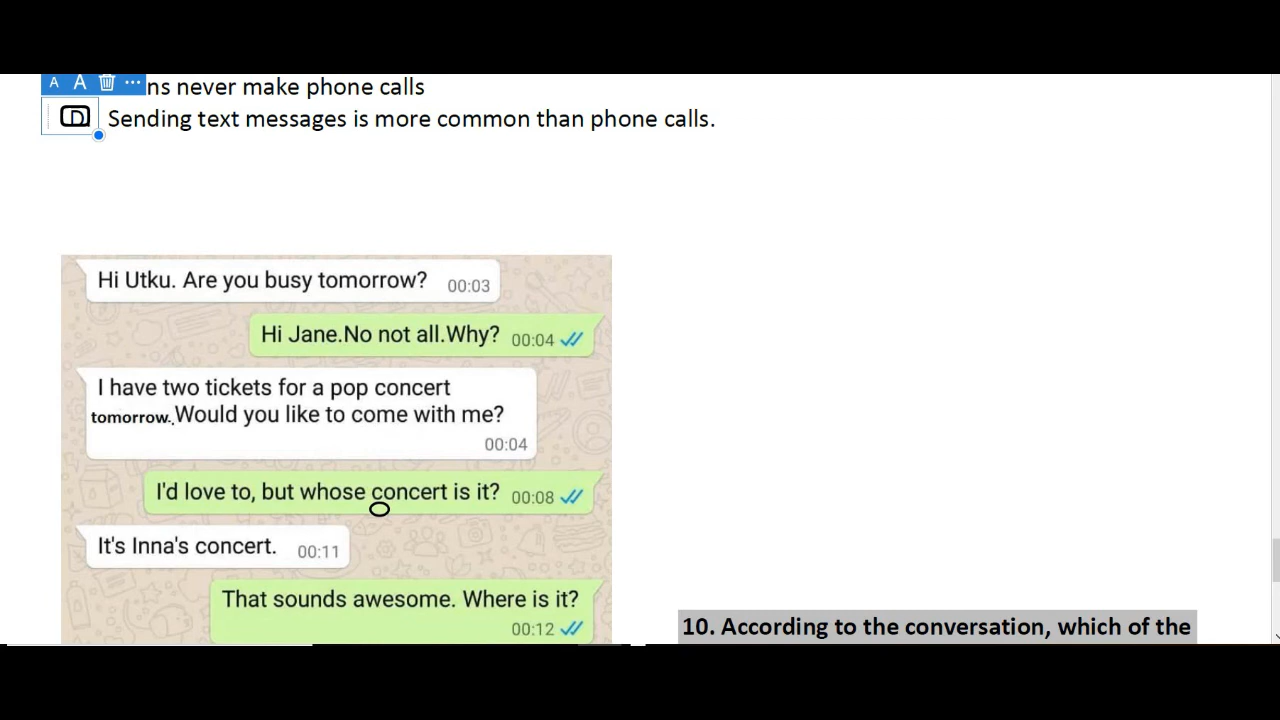 A A ...
ns never make phone calls
D Sending text messages is more common than phone calls.
Hi Utku. Are you busy tomorrow? 00:03
Hi Jane.No not all.Why? 00:04
I have two tickets for a pop concert
tomorrow..Would you like to come with me?
00:04
I'd love to, but whose concert is it? 00:08
It's Inna's concert. 00:11
That sounds awesome. Where is it?
00:12
10. According to the conversation, which of the